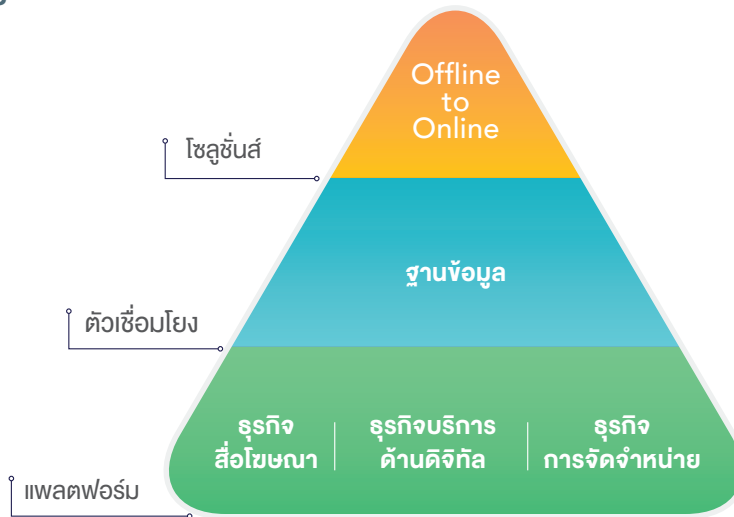 Offline
to
Online
โซลูชั่นส์
ฐานข้อมูล
ตัวเชื่อมโยง
ธุรกิจ
สื่อโฆษณา
ธุรกิจบริการ
ด้านดิจิทัล
ธุรกิจ
การจัดจำหน่าย
แพลตฟอร์ม